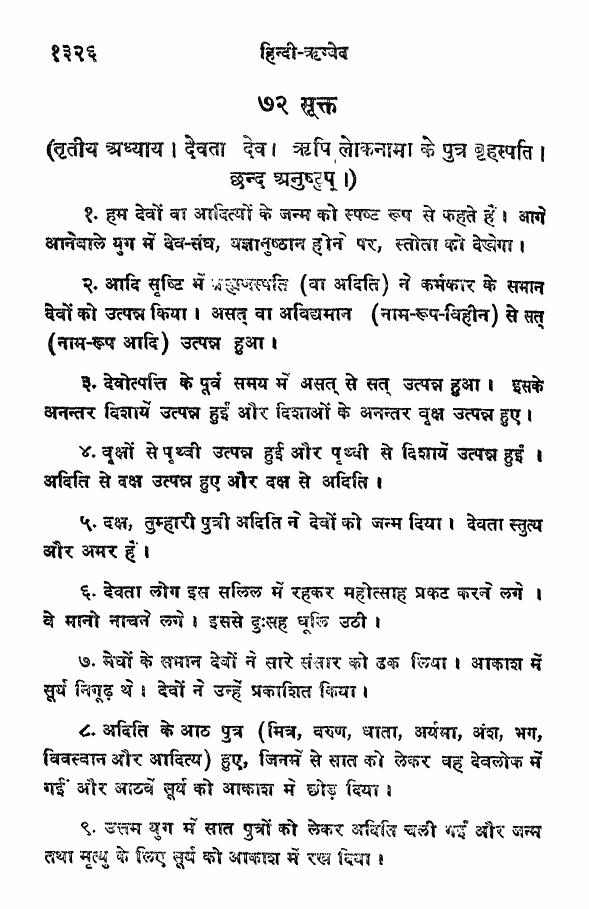 १३२६ हिन्दी-ऋग्वेद
७२ सूक्त
(तृतीय अध्याय। देवता देव। ऋषि लोकनामा के पुत्र बृहस्पति।
छन्द अनुष्टुप्।)
१. हम देवों वा आदित्यों के जन्म को स्पष्ट रूप से कहते हैं। आगे
आनेवाले युग में देव-संघ, यज्ञानुष्ठान होने पर, स्तोता को देखेगा।
२. आदि सृष्टि में ब्रह्मणस्पति (वा अदिति) ने कर्मकार के समान
देवों को उत्पन्न किया। असत् वा अविद्यमान (नाम-रूप-विहीन) से सत्
(नाम-रूप आदि) उत्पन्न हुआ।
३. देवोत्पत्ति के पूर्व समय में असत् से सत् उत्पन्न हुआ। इसके
अनन्तर दिशायें उत्पन्न हुईं और दिशाओं के अनन्तर वृक्ष उत्पन्न हुए।
४. वृक्षों से पृथ्वी उत्पन्न हुई और पृथ्वी से दिशायें उत्पन्न हुईं।
अदिति से दक्ष उत्पन्न हुए और दक्ष से अदिति।
५. दक्ष, तुम्हारी पुत्री अदिति ने देवों को जन्म दिया। देवता स्तुत्य
और अमर हैं।
६. देवता लोग इस सलिल में रहकर महोत्साह प्रकट करने लगे।
वे मानो नाचने लगे। इससे दुःसह धूलि उठी।
७. मेघों के समान देवों ने सारे संसार को ढक लिया। आकाश में
सूर्य निगूढ़ थे। देवों ने उन्हें प्रकाशित किया।
८. अदिति के आठ पुत्र (मित्र, वरुण, धाता, अर्यमा, अंश, भग,
विवस्वान और आदित्य) हुए, जिनमें से सात को लेकर वह देवलोक में
गईं और आठवें सूर्य को आकाश में छोड़ दिया।
९. उत्तम युग में सात पुत्रों को लेकर अदिति चली गईं और जन्म
तथा मृत्यु के लिए सूर्य को आकाश में रख दिया।